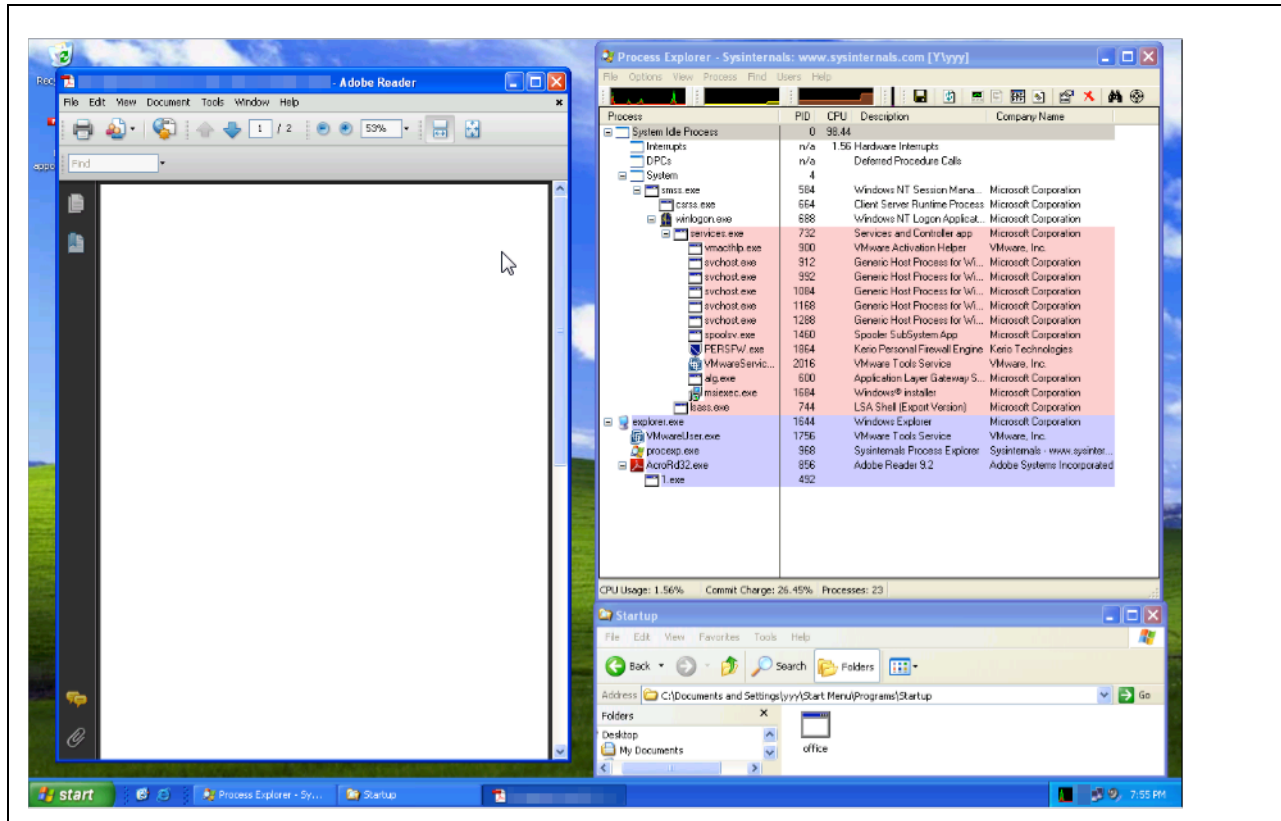 Rec
appo
- Adobe Reader
File Edit View Document Tools Window Help
1 / 2 53%
Find
Process Explorer - Sysinternals: www.sysinternals.com [Y\yyy]
File Options View Process Find Users Help
Process PID CPU Description Company Name
System Idle Process 0 98.44
Interrupts n/a 1.56 Hardware Interrupts
DPCs n/a Deferred Procedure Calls
System 4
smss.exe 584 Windows NT Session Mana... Microsoft Corporation
csrss.exe 664 Client Server Runtime Process Microsoft Corporation
winlogon.exe 688 Windows NT Logon Applicat... Microsoft Corporation
services.exe 732 Services and Controller app Microsoft Corporation
vmacthlp.exe 900 VMware Activation Helper VMware, Inc.
svchost.exe 912 Generic Host Process for Wi... Microsoft Corporation
svchost.exe 992 Generic Host Process for Wi... Microsoft Corporation
svchost.exe 1084 Generic Host Process for Wi... Microsoft Corporation
svchost.exe 1168 Generic Host Process for Wi... Microsoft Corporation
svchost.exe 1288 Generic Host Process for Wi... Microsoft Corporation
spoolsv.exe 1460 Spooler SubSystem App Microsoft Corporation
PERSFW.exe 1864 Kerio Personal Firewall Engine Kerio Technologies
VMwareServic... 2016 VMware Tools Service VMware, Inc.
alg.exe 600 Application Layer Gateway S... Microsoft Corporation
msiexec.exe 1684 Windows® installer Microsoft Corporation
lsass.exe 744 LSA Shell (Export Version) Microsoft Corporation
explorer.exe 1644 Windows Explorer Microsoft Corporation
VMwareUser.exe 1756 VMware Tools Service VMware, Inc.
procexp.exe 968 Sysinternals Process Explorer Sysinternals - www.sysinter...
AcroRd32.exe 856 Adobe Reader 9.2 Adobe Systems Incorporated
1.exe 492
CPU Usage: 1.56% Commit Charge: 26.45% Processes: 23
Startup
File Edit View Favorites Tools Help
Back Search Folders
Address C:\Documents and Settings\yyy\Start Menu\Programs\Startup Go
Folders
Desktop
My Documents
office
start Process Explorer - Sy... Startup 7:55 PM